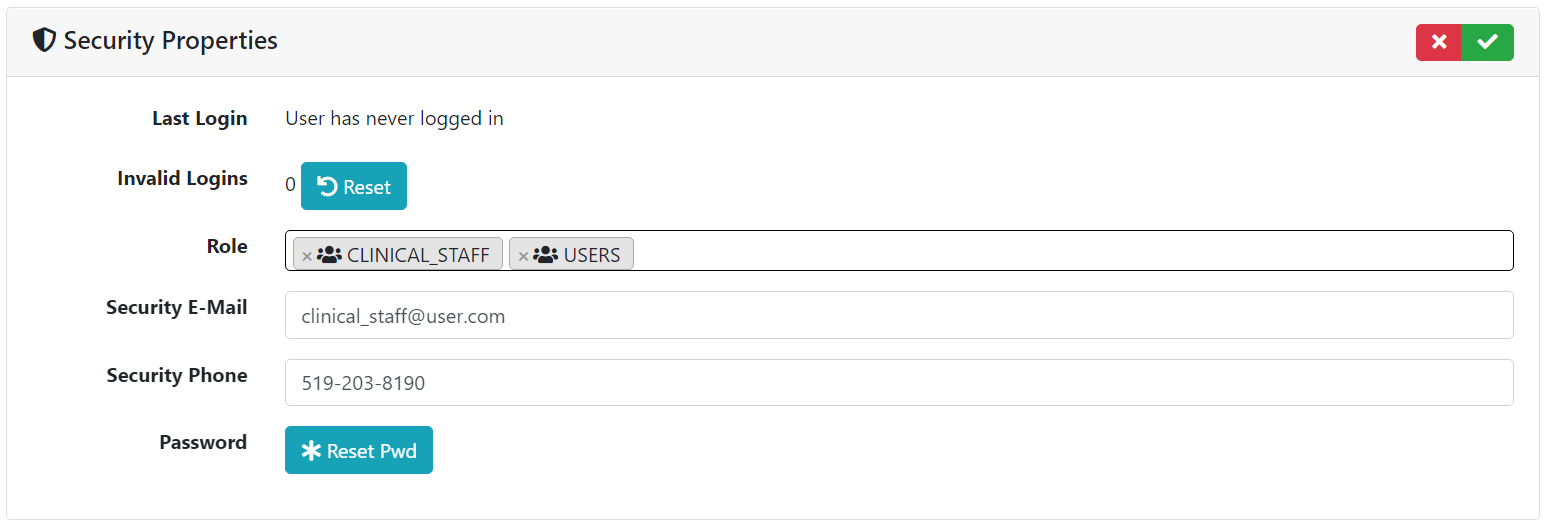 Security Properties
Last Login User has never logged in
Invalid Logins 0 Reset
Role × CLINICAL_STAFF × USERS
Security E-Mail clinical_staff@user.com
Security Phone 519-203-8190
Password Reset Pwd